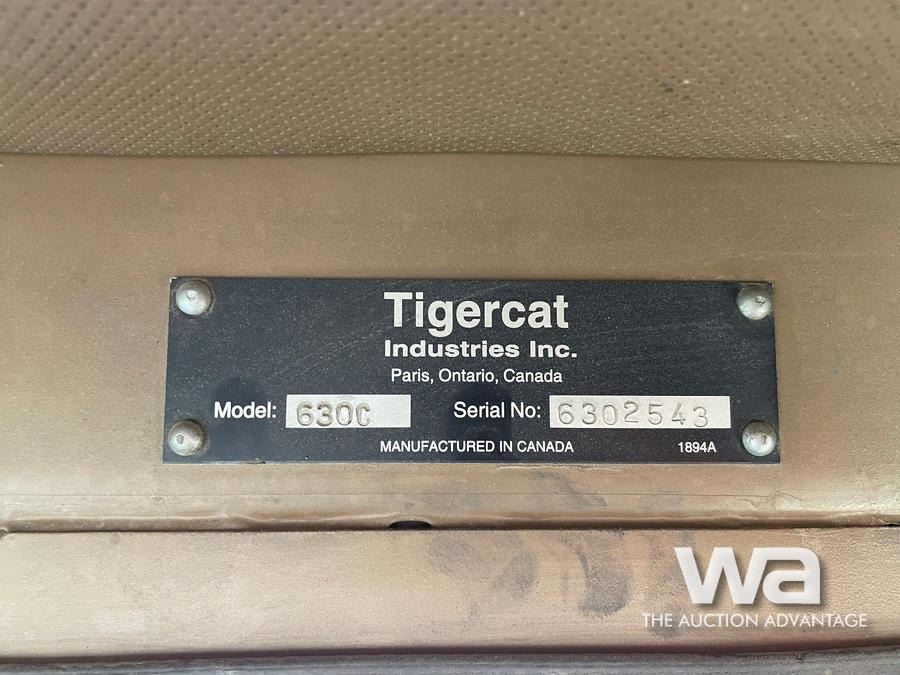 Tigercat
Industries Inc.
Paris, Ontario, Canada
Model: 630C Serial No: 6302543
MANUFACTURED IN CANADA 1894A
wa
THE AUCTION ADVANTAGE